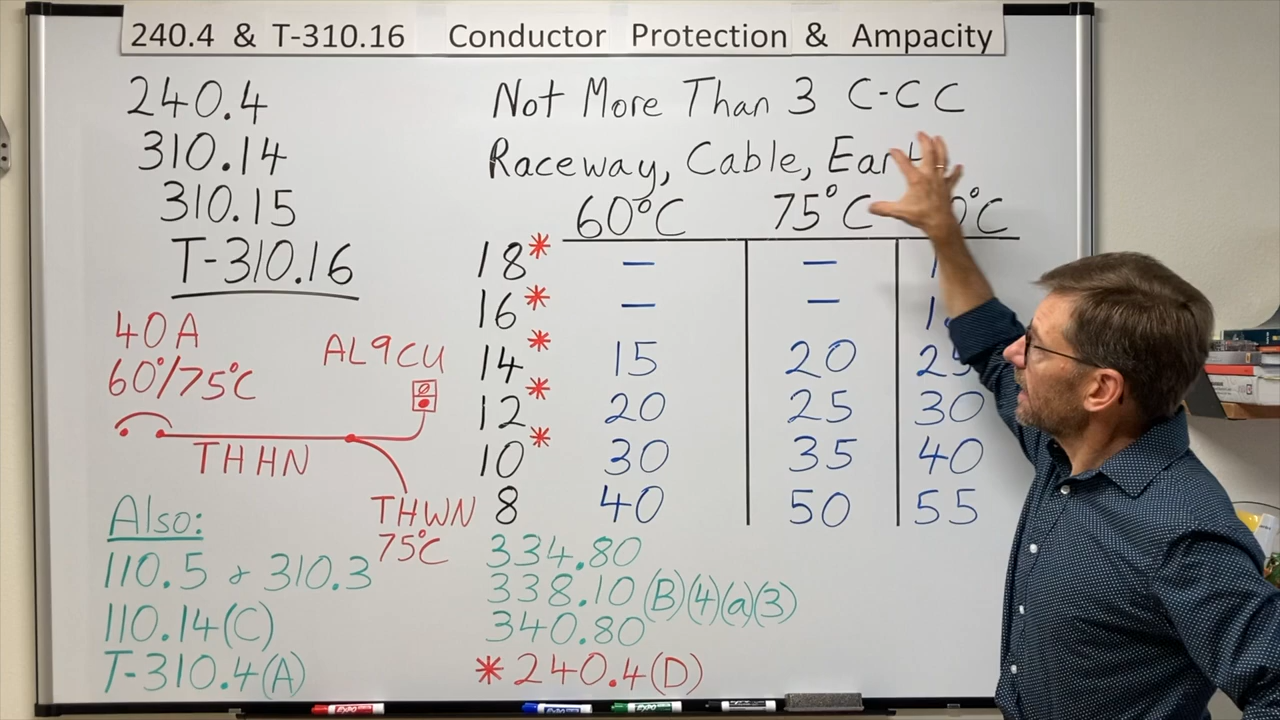 240.4 & T-310.16 Conductor Protection & Ampacity
240.4
310.14
310.15
T-310.16
40A
60°/75°C
AL9CU
THHN
THWN
75°C
Also:
110.5 & 310.3
110.14(C)
T-310.4(A)
Not More Than 3 C-CC
Raceway, Cable,
60°C 75°C
18* – –
16* – –
14* 15 20 25
12* 20 25 30
10* 30 35 40
8 40 50 55
334.80
338.10(B)(4)(a)(3)
340.80
* 240.4(D)